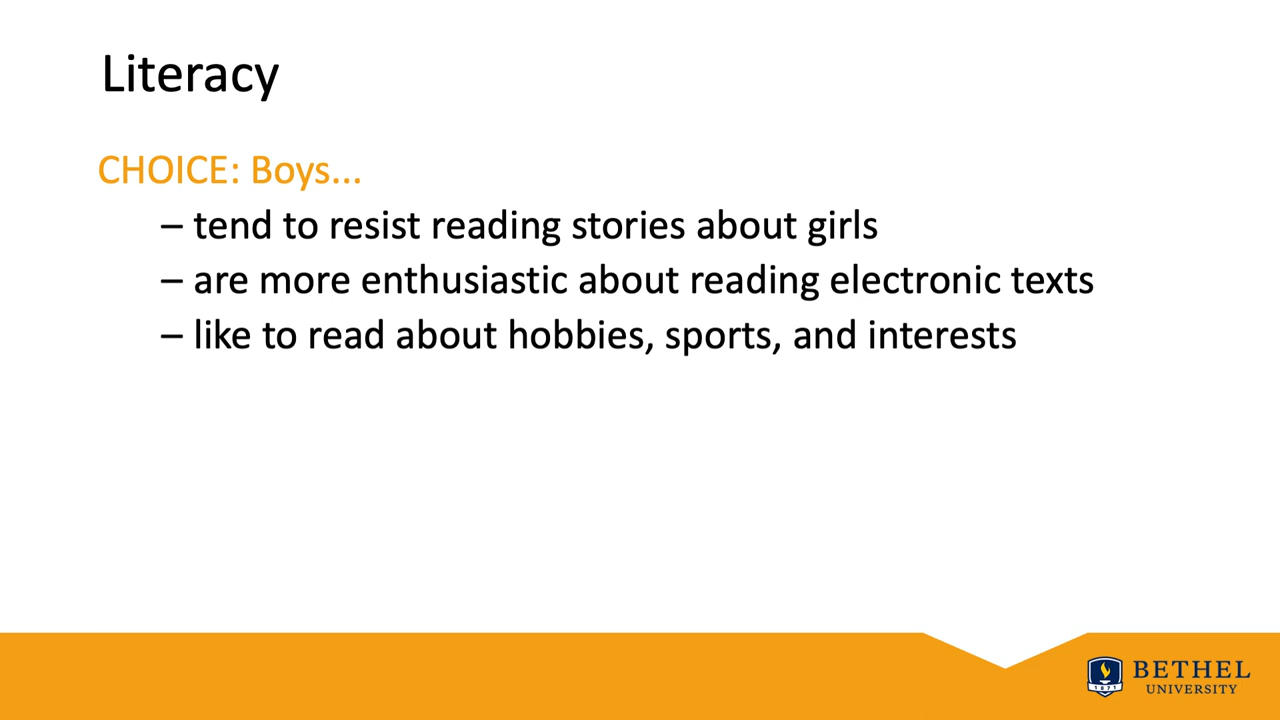 Literacy
CHOICE: Boys...
– tend to resist reading stories about girls
– are more enthusiastic about reading electronic texts
– like to read about hobbies, sports, and interests
1871
BETHEL
UNIVERSITY